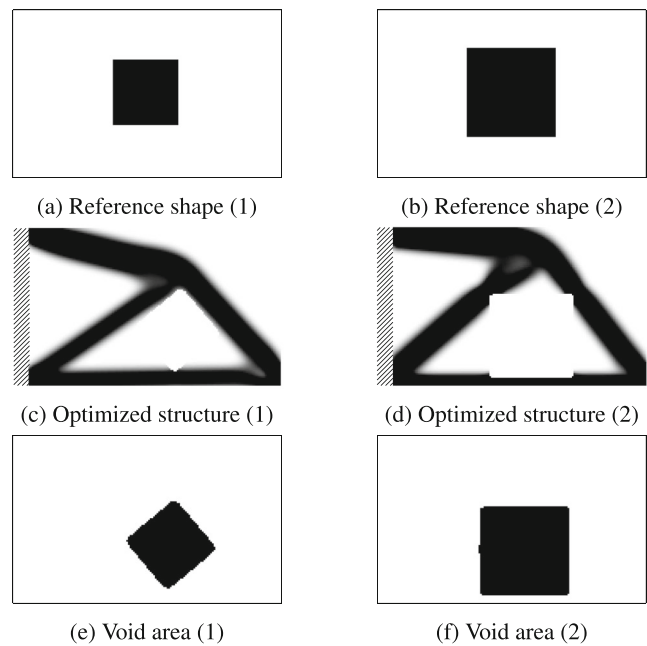 (a) Reference shape (1)
(b) Reference shape (2)
(c) Optimized structure (1)
(d) Optimized structure (2)
(e) Void area (1)
(f) Void area (2)